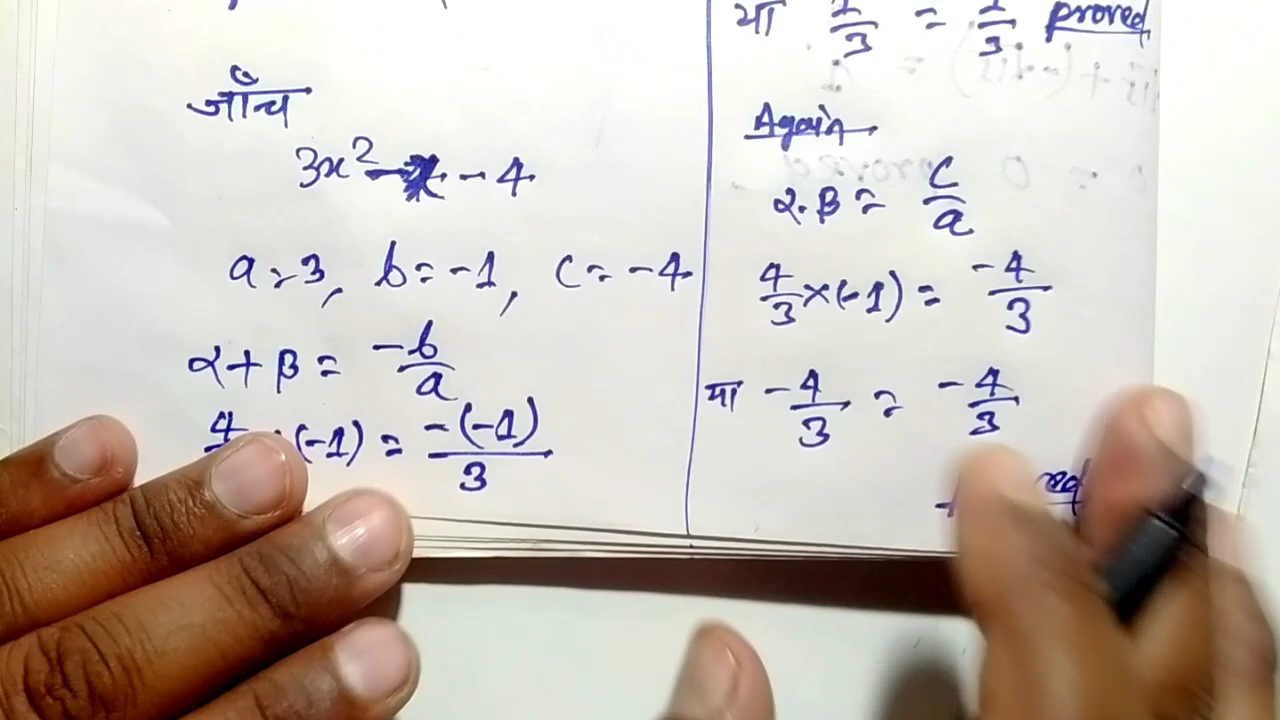 जाँच
3x² - x - 4
a = 3, b = -1, c = -4
α + β = -b/a
4/ (-1) = -(-1)/3
या 1/3 = 1/3 proved
Again
α.β = c/a
4/3 × (-1) = -4/3
या -4/3 = -4/3